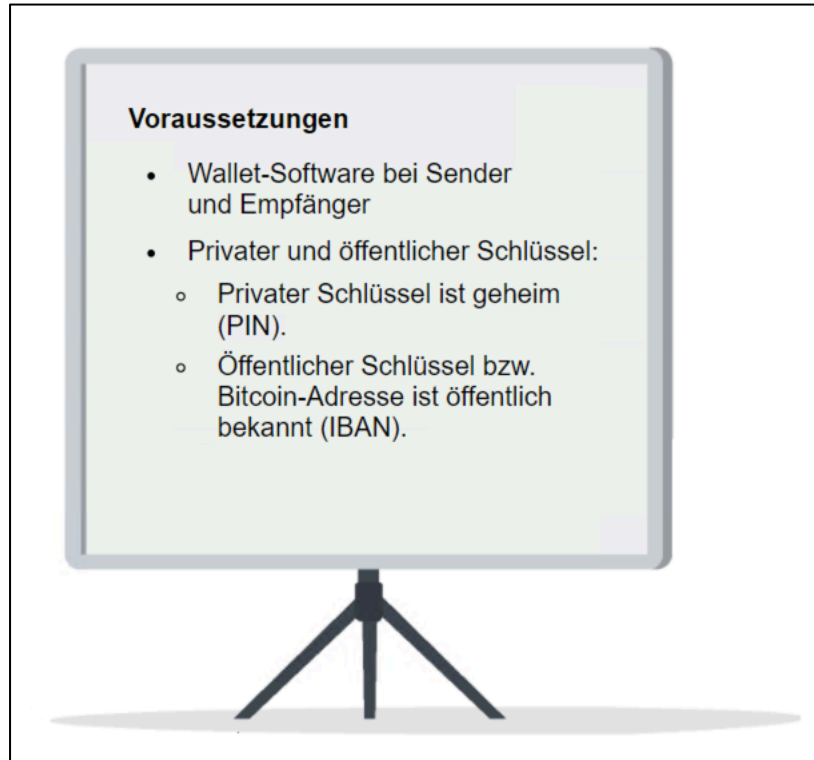 Voraussetzungen
• Wallet-Software bei Sender
und Empfänger
• Privater und öffentlicher Schlüssel:
◦ Privater Schlüssel ist geheim
(PIN).
◦ Öffentlicher Schlüssel bzw.
Bitcoin-Adresse ist öffentlich
bekannt (IBAN).